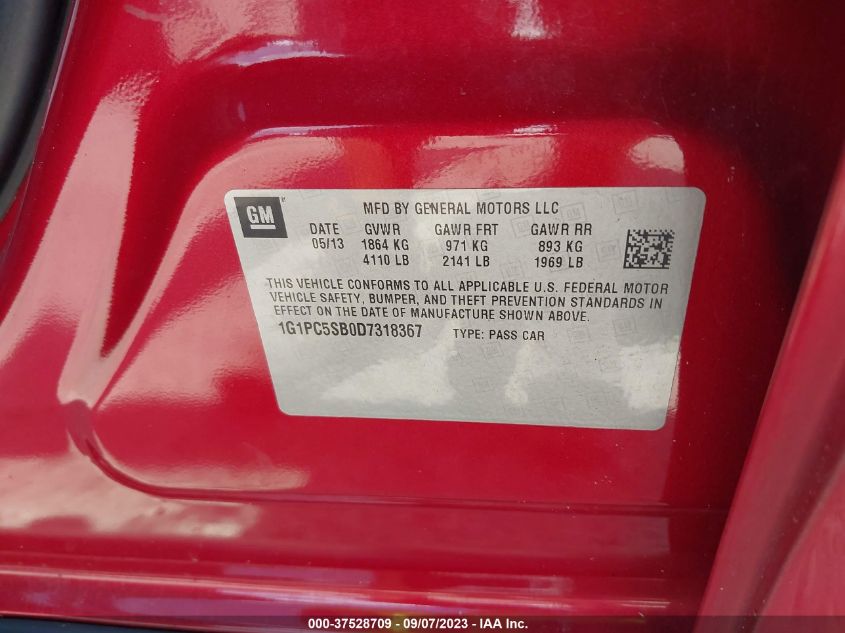 GM
MFD BY GENERAL MOTORS LLC
DATE GVWR GAWR FRT GAWR RR
05/13 1864 KG 971 KG 893 KG
4110 LB 2141 LB 1969 LB
THIS VEHICLE CONFORMS TO ALL APPLICABLE U.S. FEDERAL MOTOR
VEHICLE SAFETY, BUMPER, AND THEFT PREVENTION STANDARDS IN
EFFECT ON THE DATE OF MANUFACTURE SHOWN ABOVE.
1G1PC5SB0D7318367 TYPE: PASS CAR
000-37528709 - 09/07/2023 - IAA Inc.